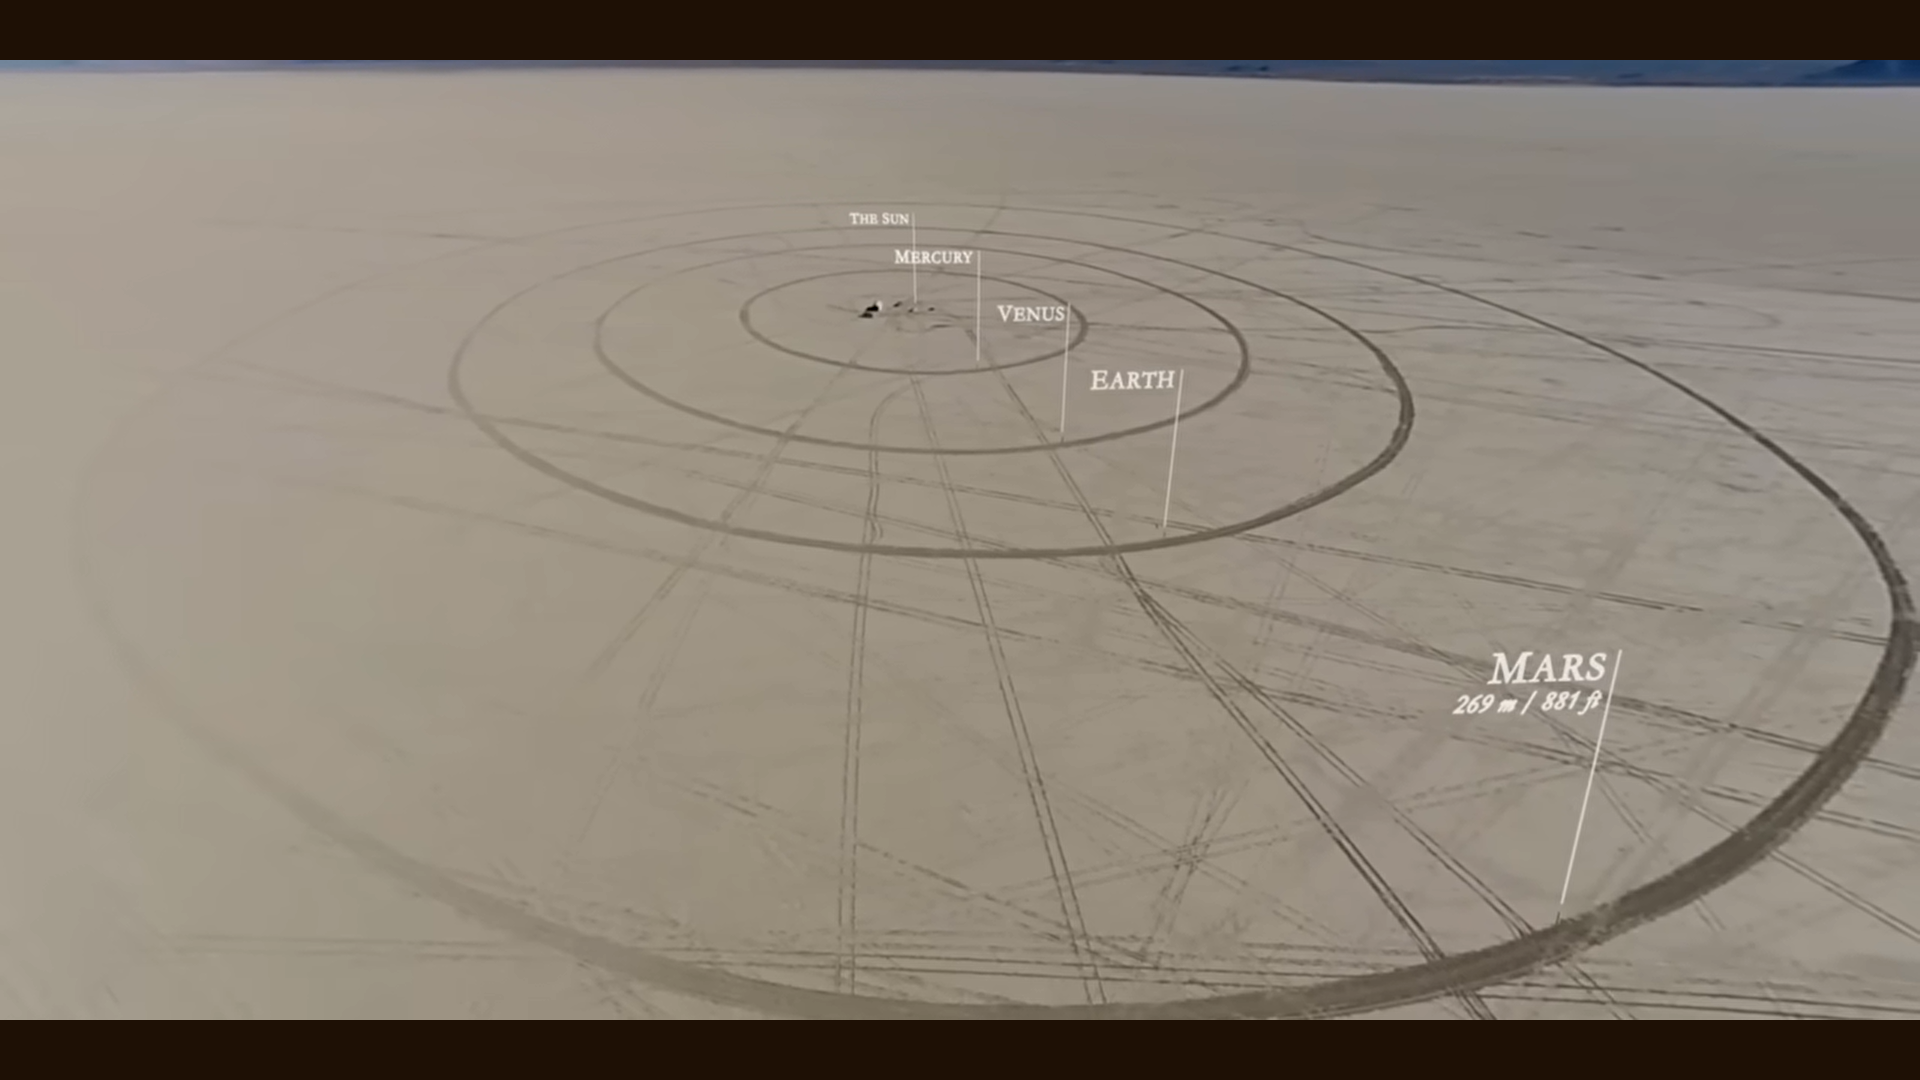 The Sun
Mercury
Venus
Earth
Mars
269 m / 881 ft